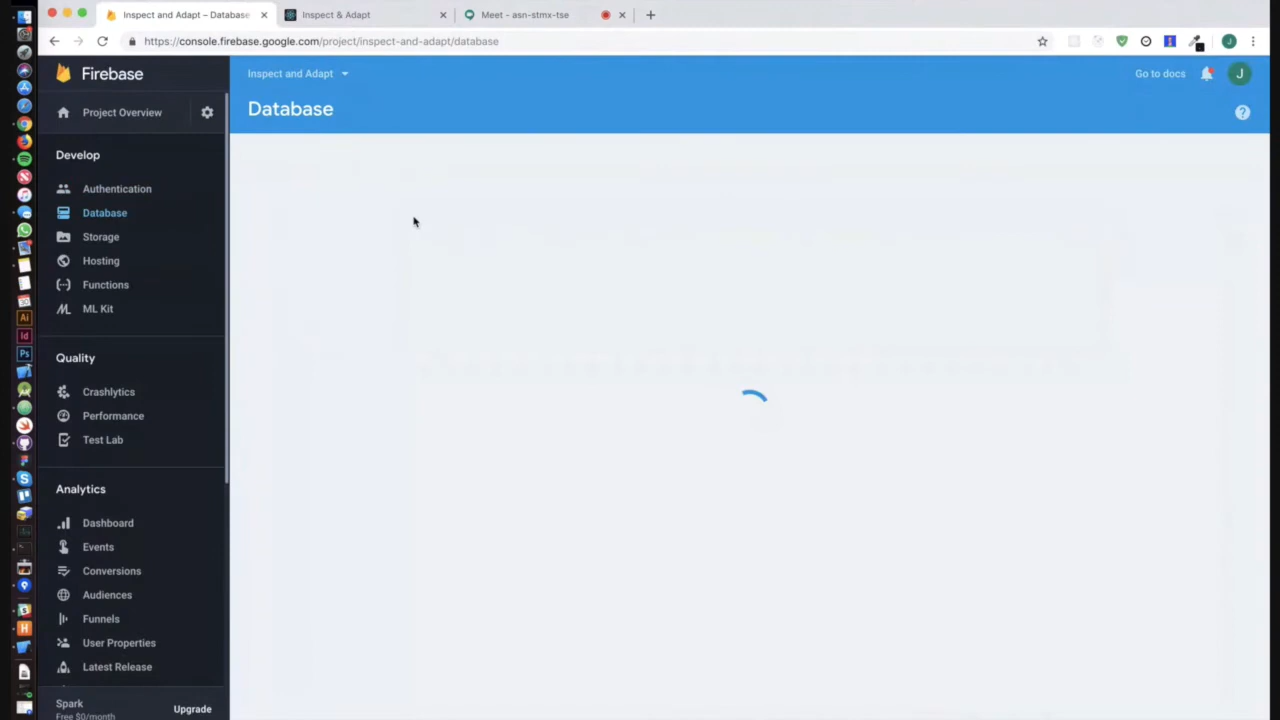 Inspect and Adapt – Database
Inspect & Adapt
Meet - asn-stmx-tse
https://console.firebase.google.com/project/inspect-and-adapt/database
J
Firebase
Inspect and Adapt
Go to docs
J
Project Overview
Database
?
Develop
Authentication
Database
Storage
Hosting
Functions
ML Kit
Quality
Crashlytics
Performance
Test Lab
Analytics
Dashboard
Events
Conversions
Audiences
Funnels
User Properties
Latest Release
Spark
Free $0/month
Upgrade
Ai
Id
Ps
S
H